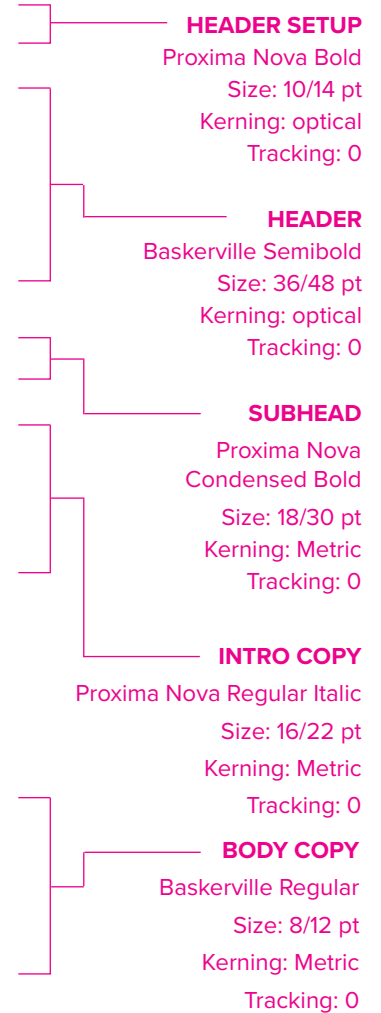 HEADER SETUP
Proxima Nova Bold
Size: 10/14 pt
Kerning: optical
Tracking: 0
HEADER
Baskerville Semibold
Size: 36/48 pt
Kerning: optical
Tracking: 0
SUBHEAD
Proxima Nova
Condensed Bold
Size: 18/30 pt
Kerning: Metric
Tracking: 0
INTRO COPY
Proxima Nova Regular Italic
Size: 16/22 pt
Kerning: Metric
Tracking: 0
BODY COPY
Baskerville Regular
Size: 8/12 pt
Kerning: Metric
Tracking: 0